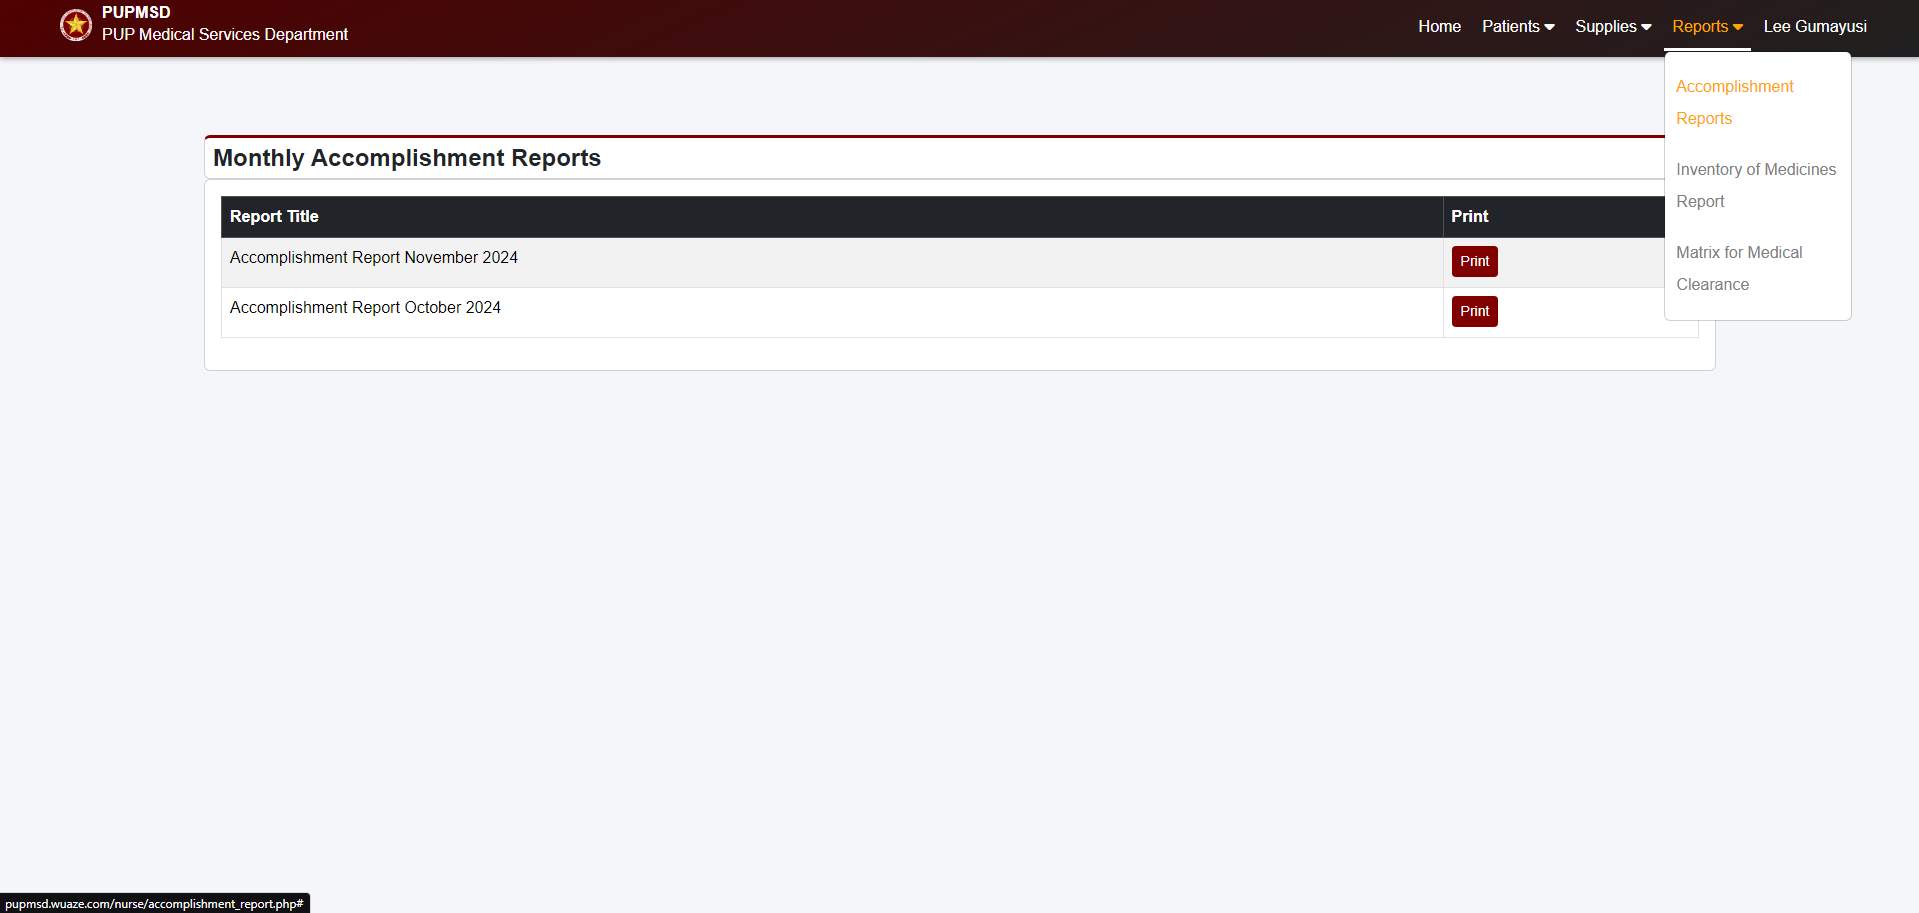 PUPMSD
PUP Medical Services Department
Home Patients Supplies Reports Lee Gumayusi
Accomplishment
Reports
Inventory of Medicines
Report
Matrix for Medical
Clearance
Monthly Accomplishment Reports
Report Title Print
Accomplishment Report November 2024 Print
Accomplishment Report October 2024 Print
pupmsd.wuaze.com/nurse/accomplishment_report.php#